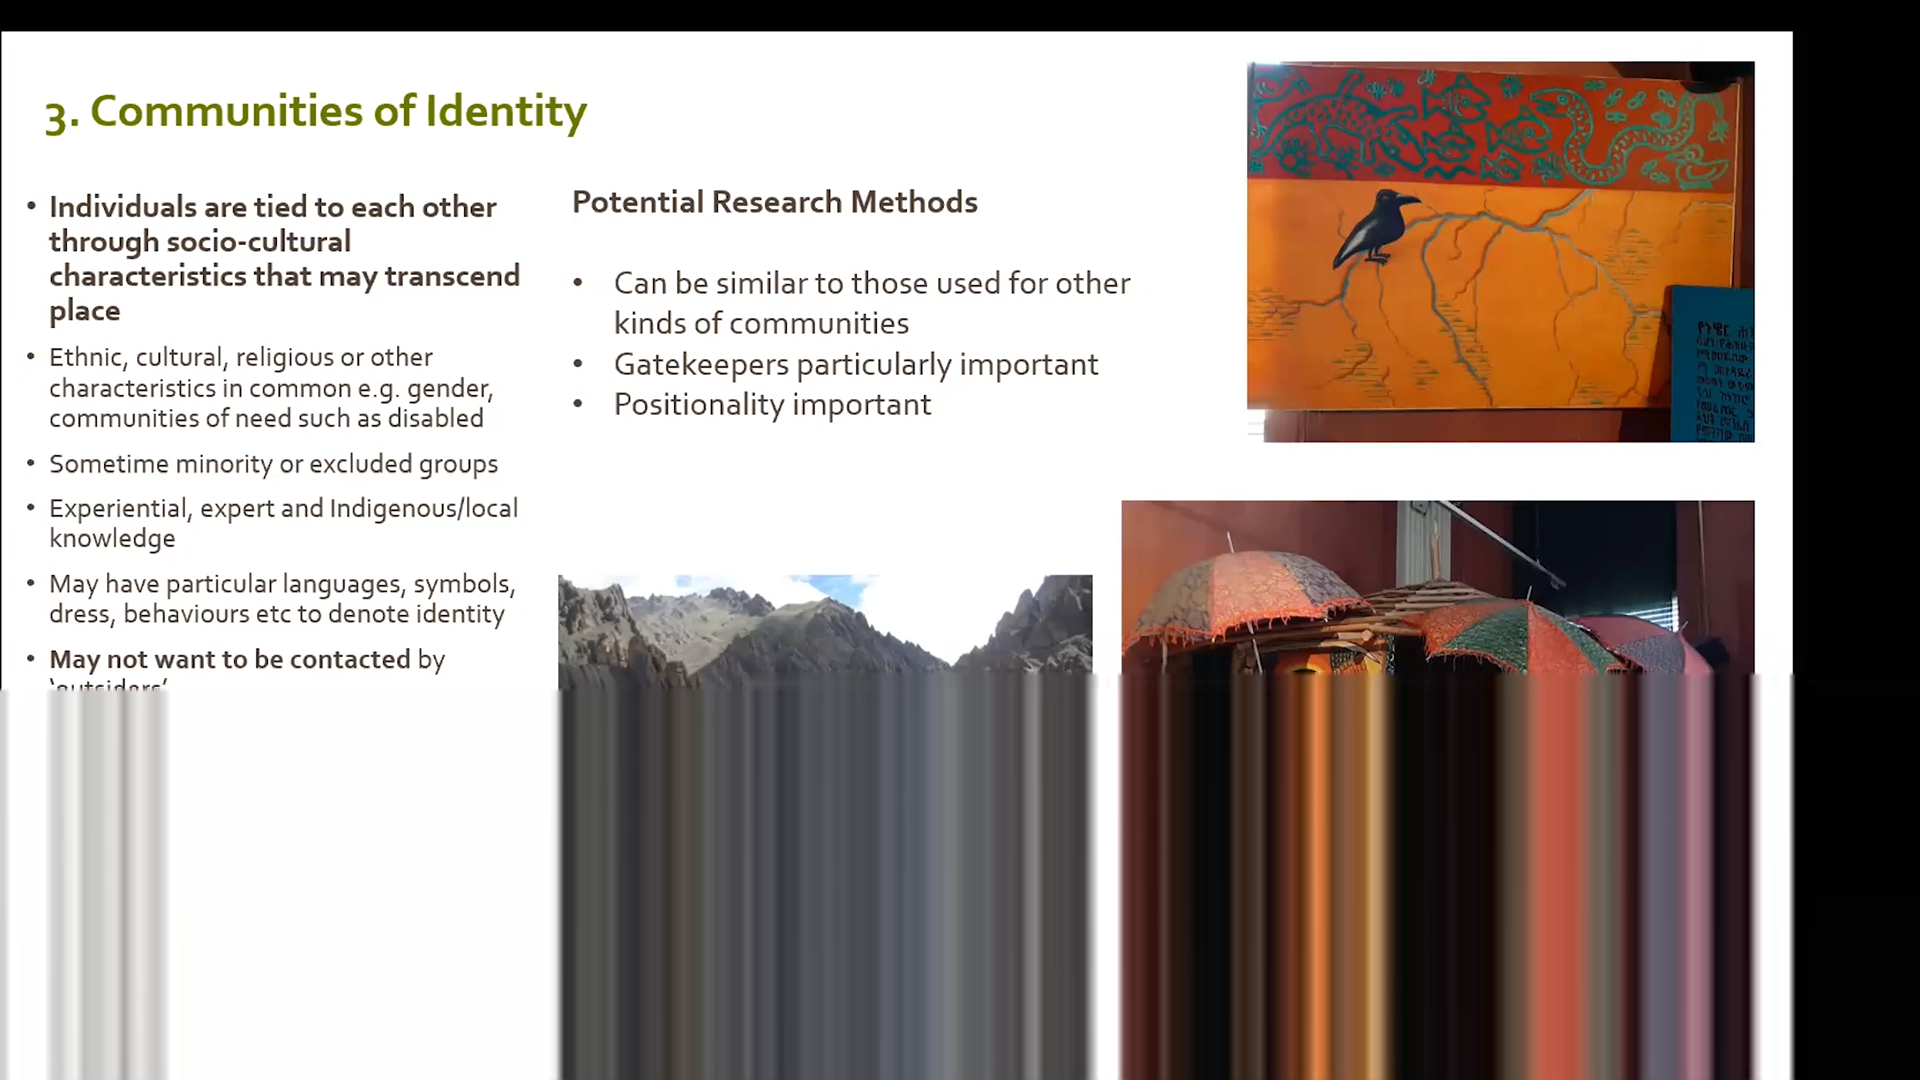 3. Communities of Identity
• Individuals are tied to each other
through socio-cultural
characteristics that may transcend
place
• Ethnic, cultural, religious or other
characteristics in common e.g. gender,
communities of need such as disabled
• Sometime minority or excluded groups
• Experiential, expert and Indigenous/local
knowledge
• May have particular languages, symbols,
dress, behaviours etc to denote identity
• May not want to be contacted by
‘outsiders’
Potential Research Methods
• Can be similar to those used for other
kinds of communities
• Gatekeepers particularly important
• Positionality important